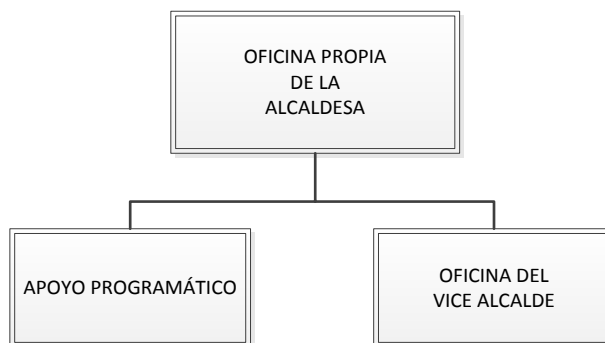 OFICINA PROPIA
DE LA
ALCALDESA
APOYO PROGRAMÁTICO
OFICINA DEL
VICE ALCALDE